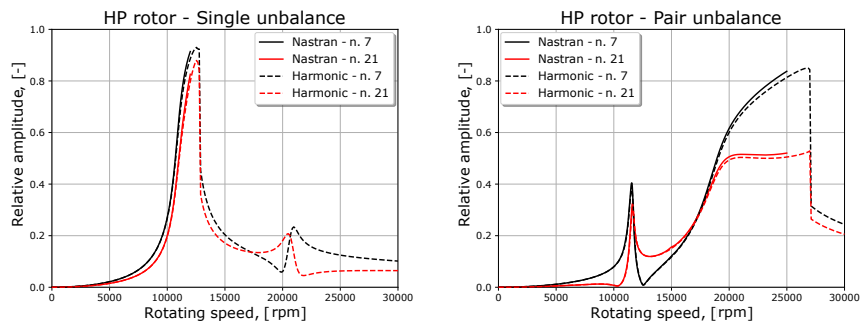 HP rotor - Single unbalance
Relative amplitude, [-]
1.0
0.8
0.6
0.4
0.2
0.0
Nastran - n. 7
Nastran - n. 21
Harmonic - n. 7
Harmonic - n. 21
0 5000 10000 15000 20000 25000 30000
Rotating speed, [rpm]
HP rotor - Pair unbalance
Relative amplitude, [-]
1.0
0.8
0.6
0.4
0.2
0.0
Nastran - n. 7
Nastran - n. 21
Harmonic - n. 7
Harmonic - n. 21
0 5000 10000 15000 20000 25000 30000
Rotating speed, [rpm]